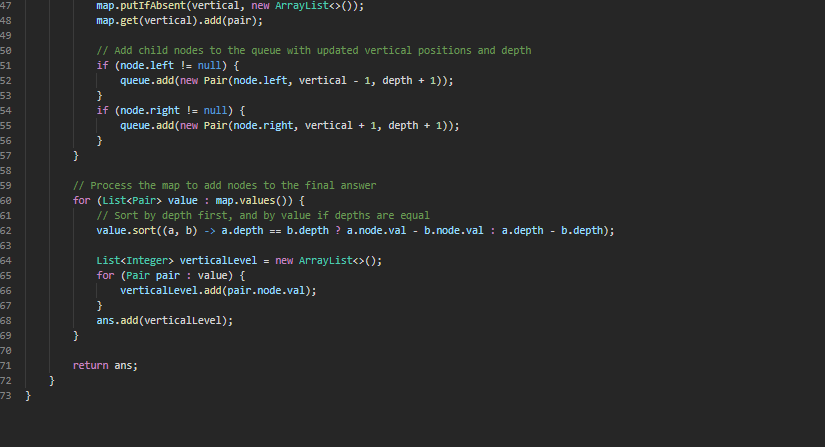 47 map.putIfAbsent(vertical, new ArrayList<>());
48 map.get(vertical).add(pair);
49
50 // Add child nodes to the queue with updated vertical positions and depth
51 if (node.left != null) {
52 queue.add(new Pair(node.left, vertical - 1, depth + 1));
53 }
54 if (node.right != null) {
55 queue.add(new Pair(node.right, vertical + 1, depth + 1));
56 }
57 }
58
59 // Process the map to add nodes to the final answer
60 for (List<Pair> value : map.values()) {
61 // Sort by depth first, and by value if depths are equal
62 value.sort((a, b) -> a.depth == b.depth ? a.node.val - b.node.val : a.depth - b.depth);
63
64 List<Integer> verticalLevel = new ArrayList<>();
65 for (Pair pair : value) {
66 verticalLevel.add(pair.node.val);
67 }
68 ans.add(verticalLevel);
69 }
70
71 return ans;
72 }
73 }